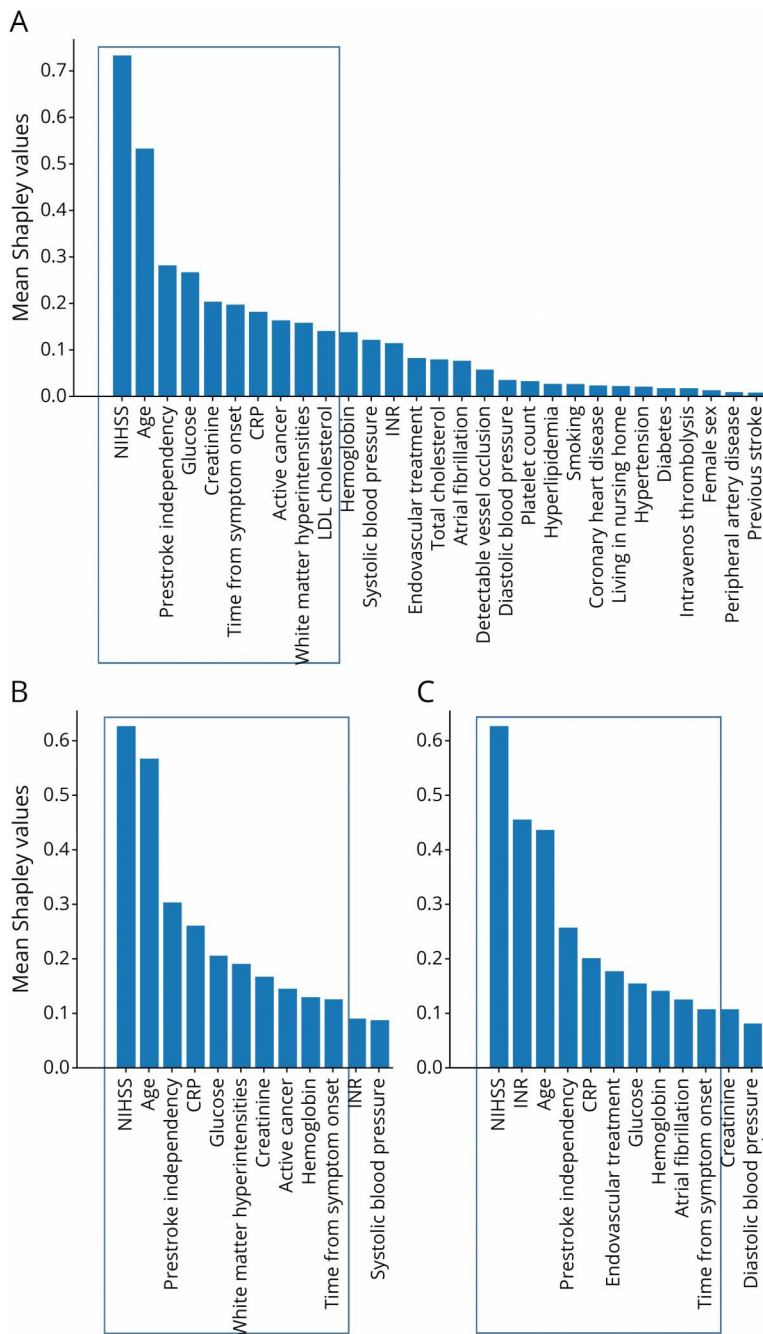 A
Mean Shapley values
0.7
0.6
0.5
0.4
0.3
0.2
0.1
0.0
NIHSS
Age
Prestroke independency
Glucose
Creatinine
Time from symptom onset
CRP
Active cancer
White matter hyperintensities
LDL cholesterol
Hemoglobin
Systolic blood pressure
INR
Endovascular treatment
Total cholesterol
Atrial fibrillation
Detectable vessel occlusion
Diastolic blood pressure
Platelet count
Hyperlipidemia
Smoking
Coronary heart disease
Living in nursing home
Hypertension
Diabetes
Intravenos thrombolysis
Female sex
Peripheral artery disease
Previous stroke
B
Mean Shapley values
0.6
0.5
0.4
0.3
0.2
0.1
0.0
NIHSS
Age
Prestroke independency
CRP
Glucose
White matter hyperintensities
Creatinine
Active cancer
Hemoglobin
Time from symptom onset
INR
Systolic blood pressure
C
0.6
0.5
0.4
0.3
0.2
0.1
0.0
NIHSS
INR
Age
Prestroke independency
CRP
Endovascular treatment
Glucose
Hemoglobin
Atrial fibrillation
Time from symptom onset
Creatinine
Diastolic blood pressure